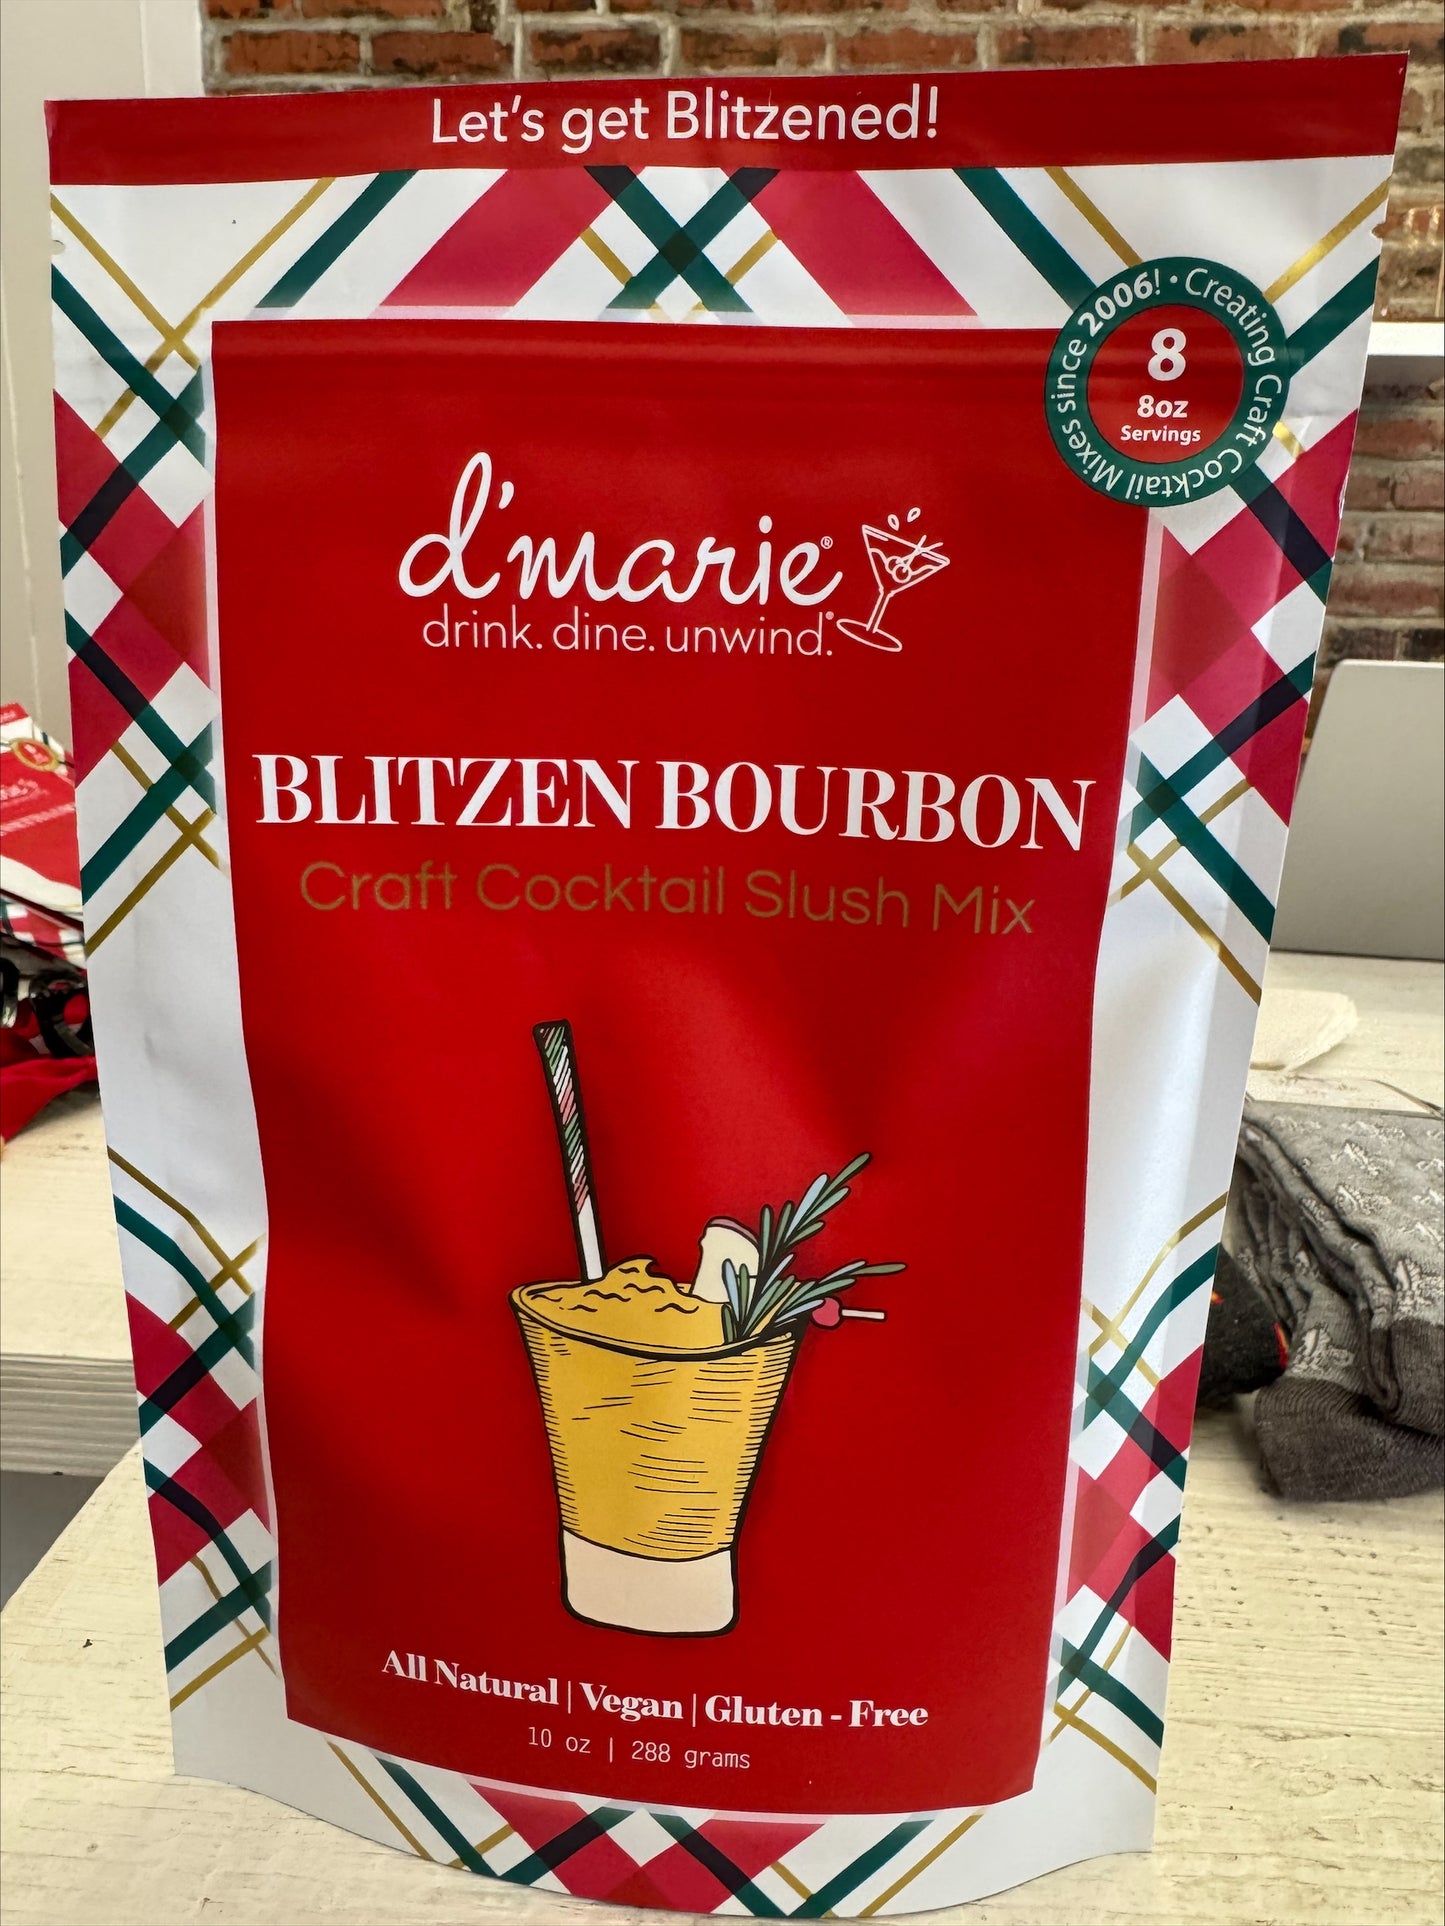 Let's get Blitzened!
Creating Craft Cocktail Mixes since 2006! •
8
8oz
Servings
d'marie®
drink. dine. unwind.®
BLITZEN BOURBON
Craft Cocktail Slush Mix
All Natural | Vegan | Gluten - Free
10 oz | 288 grams